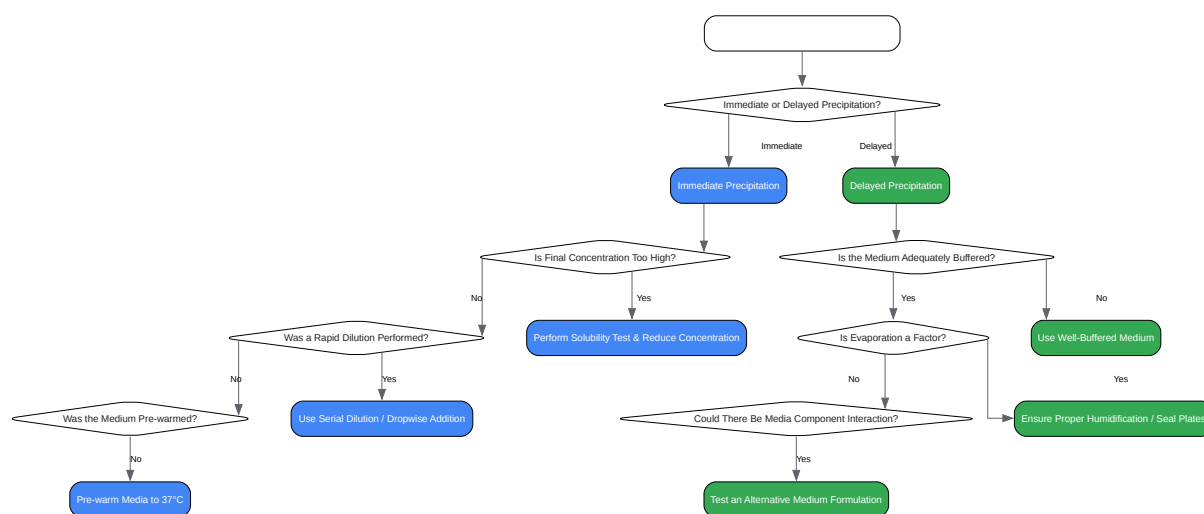 Immediate or Delayed Precipitation?
Immediate
Delayed
Immediate Precipitation
Delayed Precipitation
Is Final Concentration Too High?
Is the Medium Adequately Buffered?
No
Yes
Yes
No
Was a Rapid Dilution Performed?
Perform Solubility Test & Reduce Concentration
Is Evaporation a Factor?
Use Well-Buffered Medium
No
Yes
No
Yes
Was the Medium Pre-warmed?
Use Serial Dilution / Dropwise Addition
Could There Be Media Component Interaction?
Ensure Proper Humidification / Seal Plates
No
Yes
Pre-warm Media to 37°C
Test an Alternative Medium Formulation